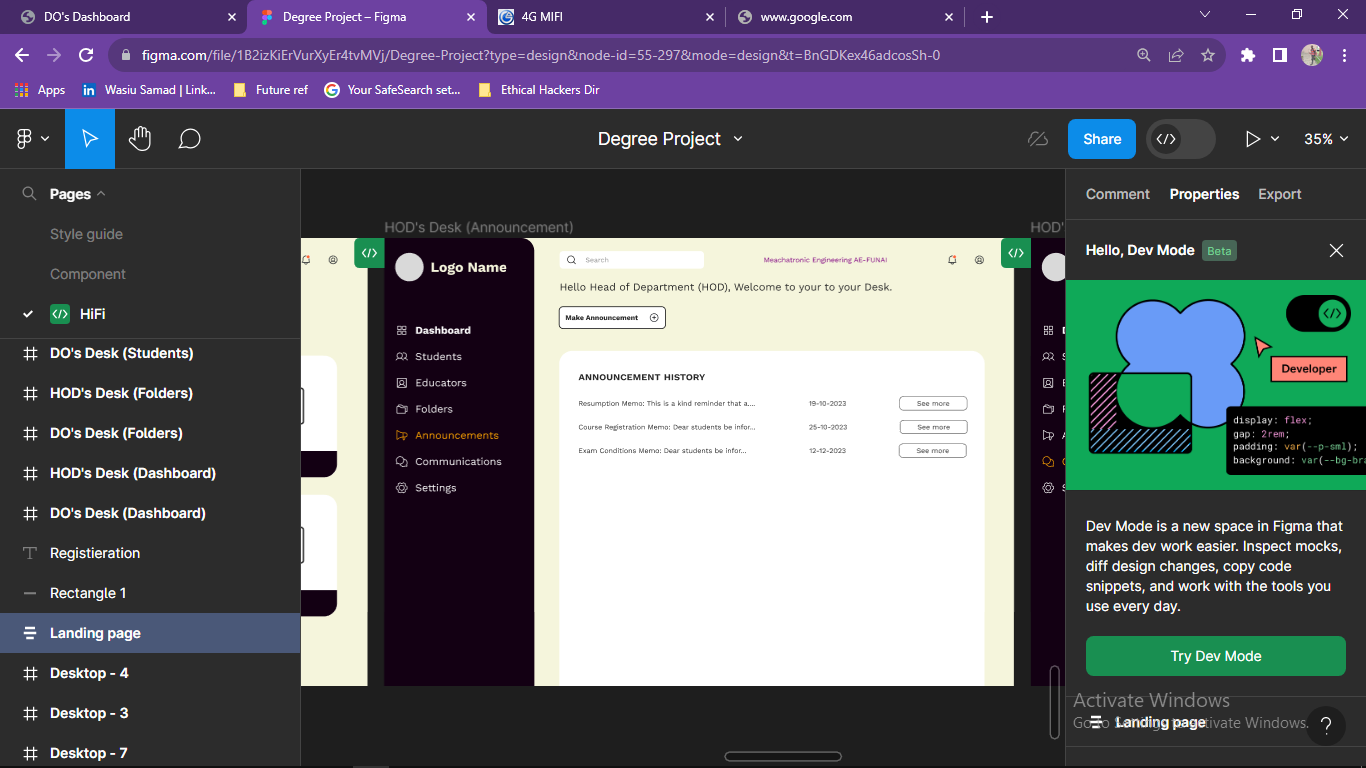 DO's Dashboard
Degree Project – Figma
4G MIFI
www.google.com
figma.com/file/1B2izKiErVurXyEr4tvMVj/Degree-Project?type=design&node-id=55-297&mode=design&t=BnGDKex46adcosSh-0
Apps
Wasiu Samad | Link...
Future ref
Your SafeSearch set...
Ethical Hackers Dir
Degree Project
Share
35%
Pages
Style guide
Component
HiFi
DO's Desk (Students)
HOD's Desk (Folders)
DO's Desk (Folders)
HOD's Desk (Dashboard)
DO's Desk (Dashboard)
Registieration
Rectangle 1
Landing page
Desktop - 4
Desktop - 3
Desktop - 7
HOD's Desk (Announcement)
HOD'
Logo Name
Dashboard
Students
Educators
Folders
Announcements
Communications
Settings
Search
Meachatronic Engineering AE-FUNAI
Hello Head of Department (HOD), Welcome to your to your Desk.
Make Announcement
ANNOUNCEMENT HISTORY
Resumption Memo: This is a kind reminder that a.... 19-10-2023 See more
Course Registration Memo: Dear students be infor... 25-10-2023 See more
Exam Conditions Memo: Dear students be infor... 12-12-2023 See more
Comment Properties Export
Hello, Dev Mode Beta
Developer
display: flex;
gap: 2rem;
padding: var(--p-sml);
background: var(--bg-bra
Dev Mode is a new space in Figma that
makes dev work easier. Inspect mocks,
diff design changes, copy code
snippets, and work with the tools you
use every day.
Try Dev Mode
Activate Windows
Go to Settings to activate Windows.
Landing page
?